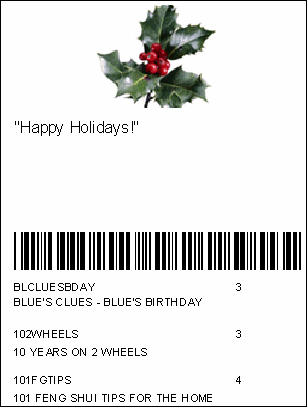 "Happy Holidays!"
BLCLUESBDAY 3
BLUE'S CLUES - BLUE'S BIRTHDAY
102WHEELS 3
10 YEARS ON 2 WHEELS
101FGTIPS 4
101 FENG SHUI TIPS FOR THE HOME